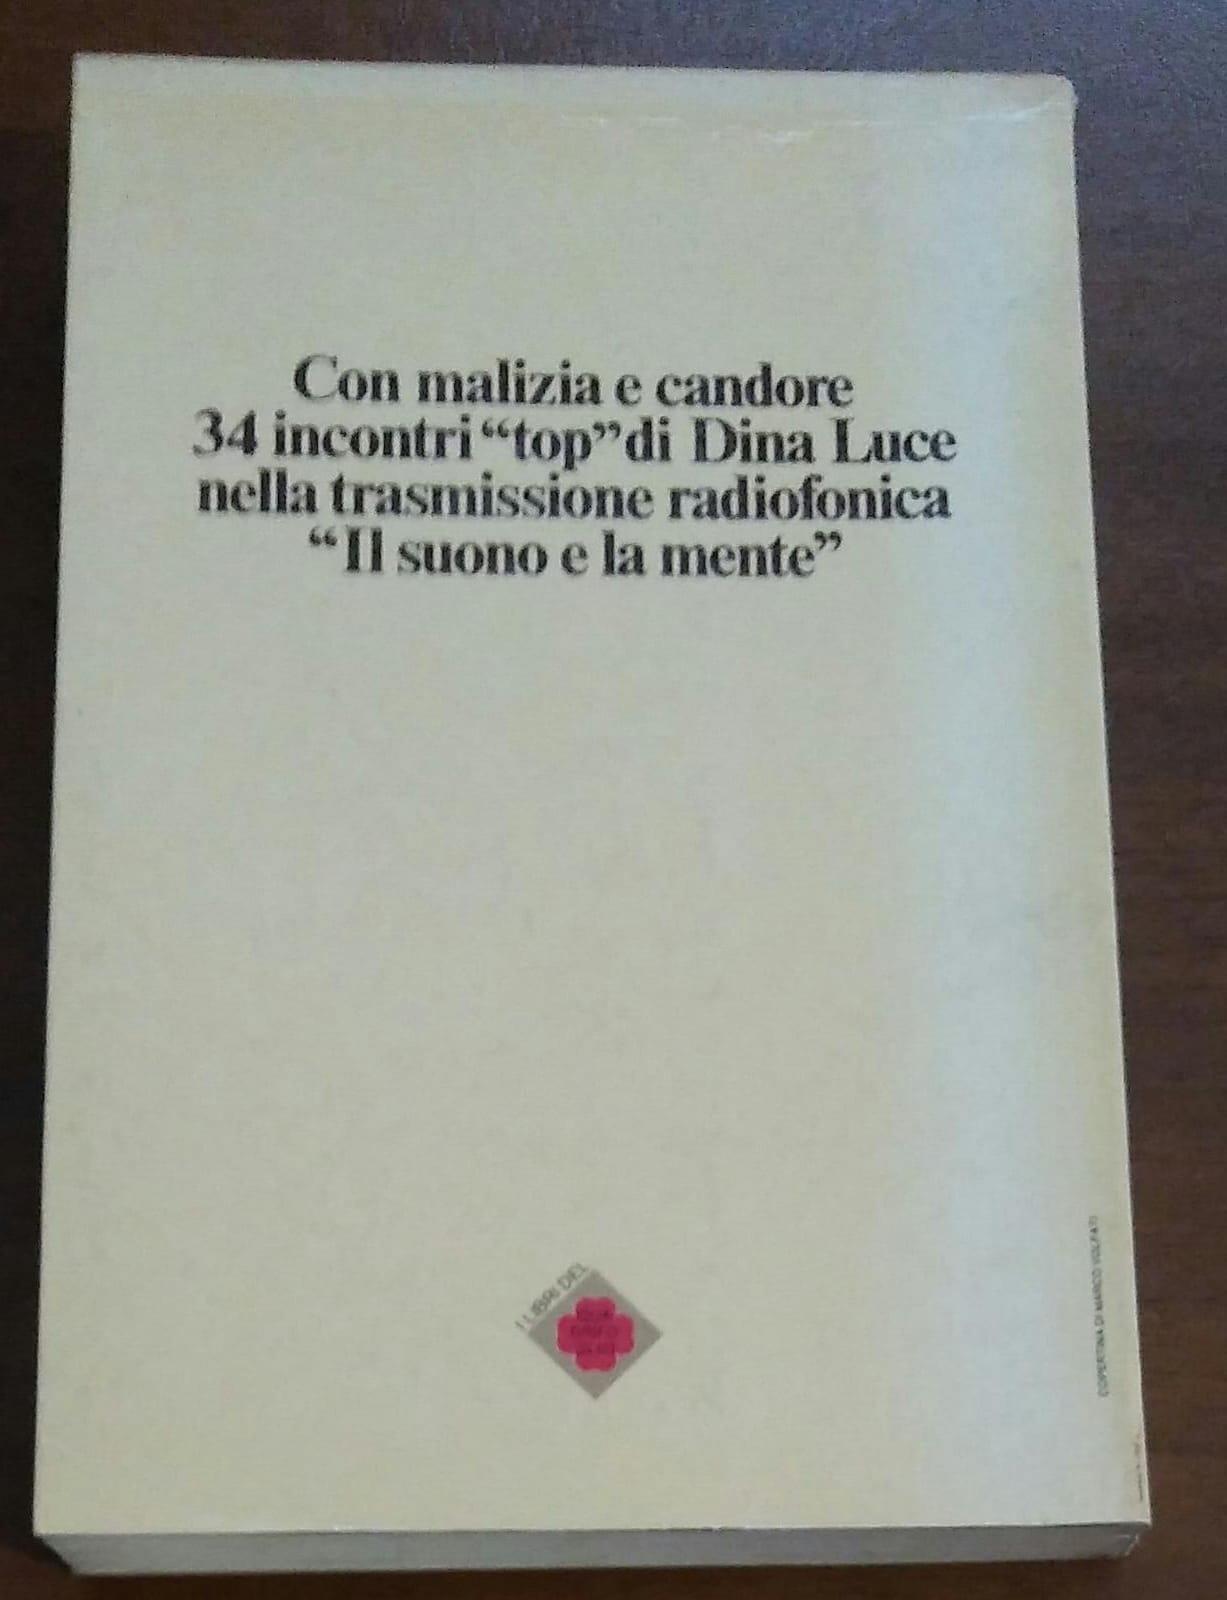 Con malizia e candore
34 incontri “top” di Dina Luce
nella trasmissione radiofonica
“Il suono e la mente”
I LIBRI DEL
COPERTINA DI MARCO VOLPATI